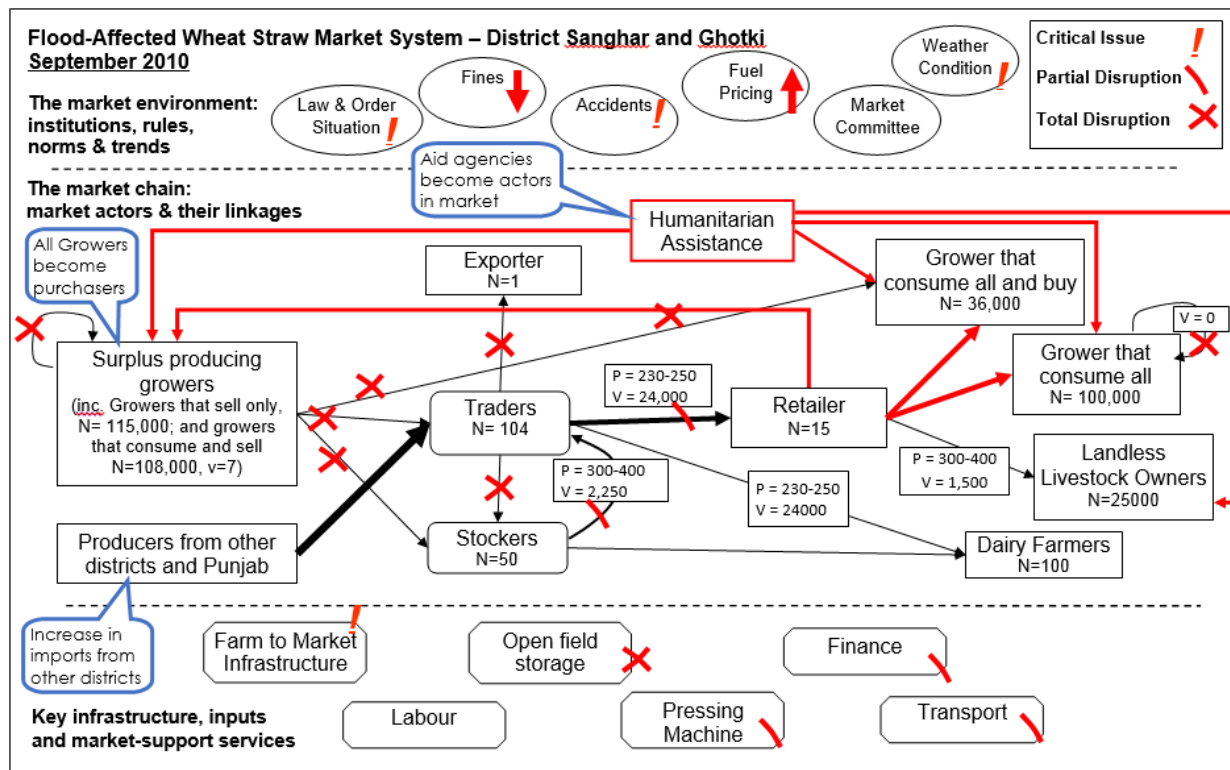 Flood-Affected Wheat Straw Market System – District Sanghar and Ghotki
September 2010
The market environment:
institutions, rules,
norms & trends
Law & Order
Situation
Fines
Accidents
Fuel
Pricing
Market
Committee
Weather
Condition
Critical Issue
Partial Disruption
Total Disruption
The market chain:
market actors & their linkages
Aid agencies
become actors
in market
Humanitarian
Assistance
All Growers
become
purchasers
Exporter
N=1
Grower that
consume all and buy
N= 36,000
V = 0
Grower that
consume all
N= 100,000
Surplus producing
growers
(inc. Growers that sell only,
N= 115,000; and growers
that consume and sell
N=108,000, v=7)
P = 230-250
V = 24,000
Traders
N= 104
Retailer
N=15
P = 300-400
V = 2,250
P = 300-400
V = 1,500
Landless
Livestock Owners
N=25000
P = 230-250
V = 24000
Producers from other
districts and Punjab
Stockers
N=50
Dairy Farmers
N=100
Increase in
imports from
other districts
Farm to Market
Infrastructure
Open field
storage
Finance
Key infrastructure, inputs
and market-support services
Labour
Pressing
Machine
Transport